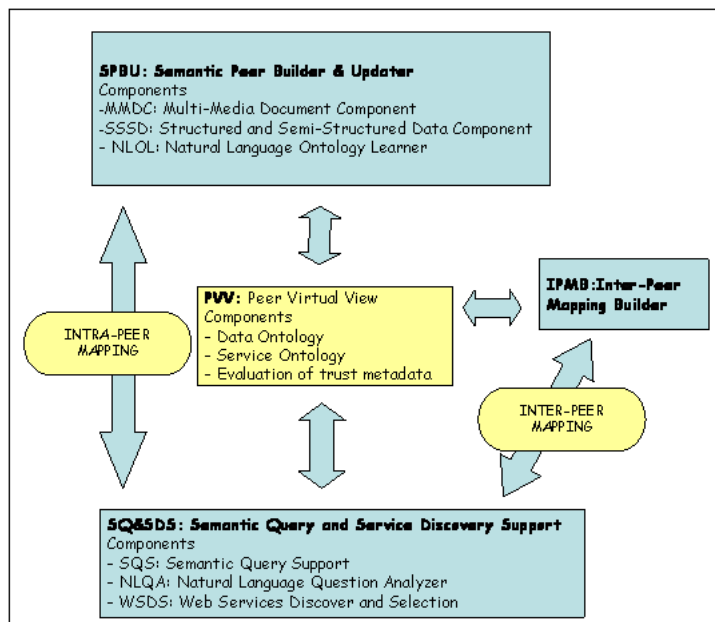 SPBU: Semantic Peer Builder & Updater
Components
-MMDC: Multi-Media Document Component
-SSSD: Structured and Semi-Structured Data Component
- NLOL: Natural Language Ontology Learner
PVV: Peer Virtual View
Components
- Data Ontology
- Service Ontology
- Evaluation of trust metadata
IPMB:Inter-Peer
Mapping Builder
INTRA-PEER
MAPPING
INTER-PEER
MAPPING
SQ&SDS: Semantic Query and Service Discovery Support
Components
- SQS: Semantic Query Support
- NLQA: Natural Language Question Analyzer
- WSDS: Web Services Discover and Selection